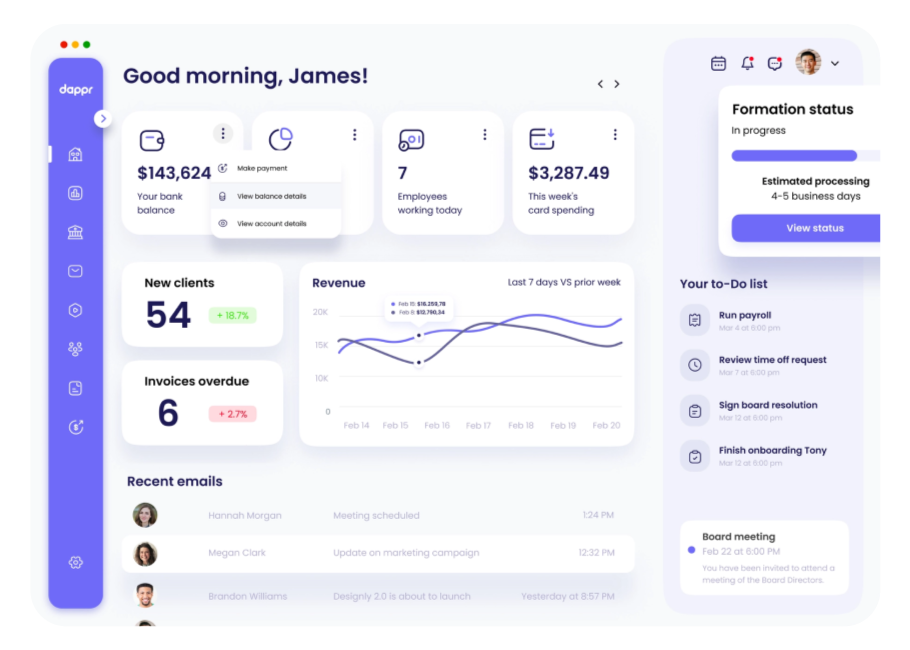 dappr
Good morning, James!
$143,624
Your bank
balance
Make payment
View balance details
View account details
7
Employees
working today
$3,287.49
This week's
card spending
New clients
54
+ 18.7%
Invoices overdue
6
+ 2.7%
Revenue
Last 7 days VS prior week
20K
15K
10K
0
Feb 15: $16.259,78
Feb 8: $12.790,34
Feb 14 Feb 15 Feb 16 Feb 17 Feb 18 Feb 19 Feb 20
Recent emails
Hannah Morgan Meeting scheduled 1:24 PM
Megan Clark Update on marketing campaign 12:32 PM
Brandon Williams Designly 2.0 is about to launch Yesterday at 8:57 PM
Formation status
In progress
Estimated processing
4-5 business days
View status
Your to-Do list
Run payroll
Mar 4 at 6:00 pm
Review time off request
Mar 7 at 6:00 pm
Sign board resolution
Mar 12 at 6:00 pm
Finish onboarding Tony
Mar 12 at 6:00 pm
Board meeting
Feb 22 at 6:00 PM
You have been invited to attend a
meeting of the Board Directors.